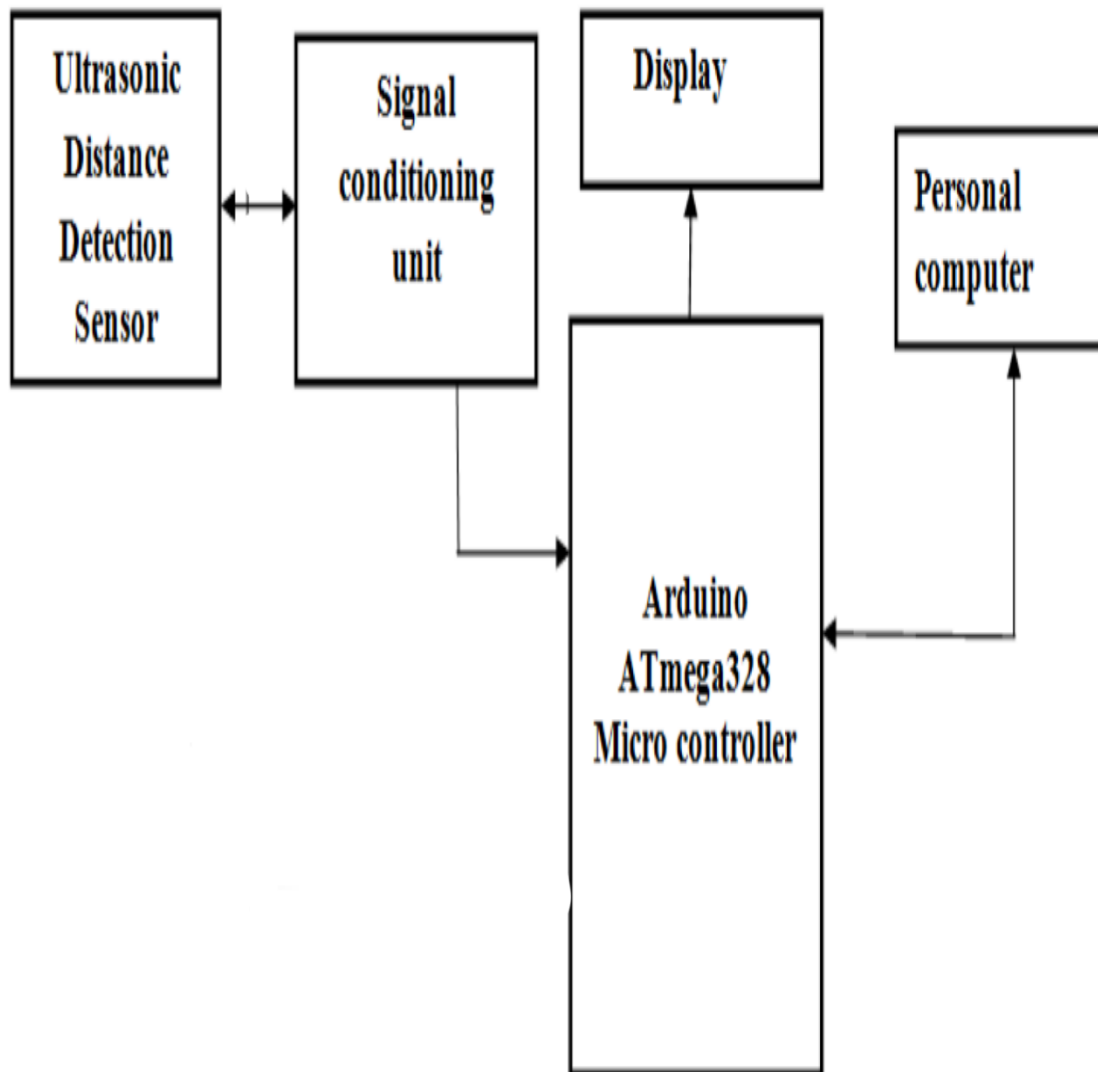 Ultrasonic
Distance
Detection
Sensor
Signal
conditioning
unit
Display
Personal
computer
Arduino
ATmega328
Micro controller